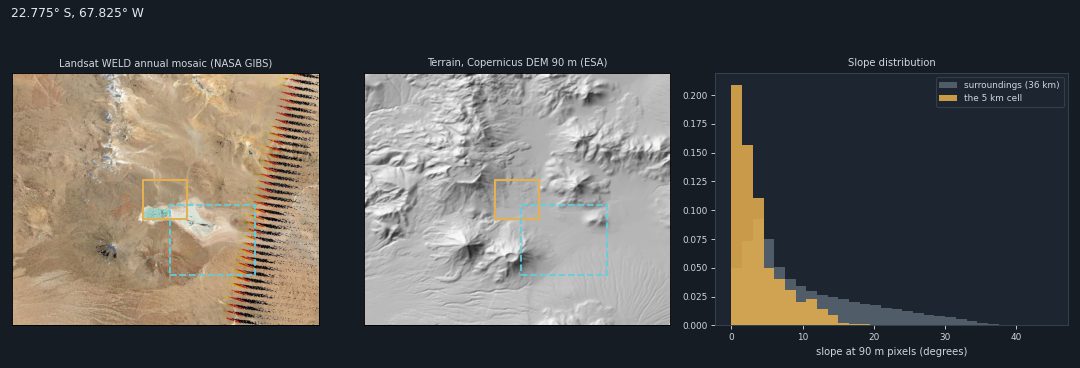 22.775° S, 67.825° W
Landsat WELD annual mosaic (NASA GIBS)
Terrain, Copernicus DEM 90 m (ESA)
Slope distribution
surroundings (36 km)
the 5 km cell
0.200
0.175
0.150
0.125
0.100
0.075
0.050
0.025
0.000
0 10 20 30 40
slope at 90 m pixels (degrees)